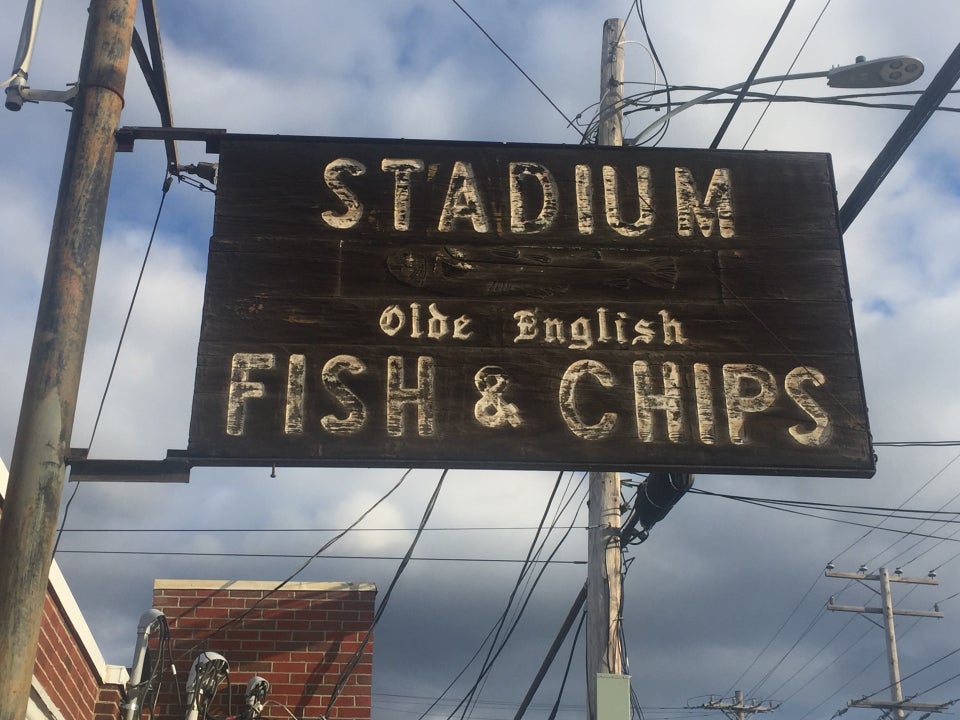 STADIUM
Olde English
FISH & CHIPS